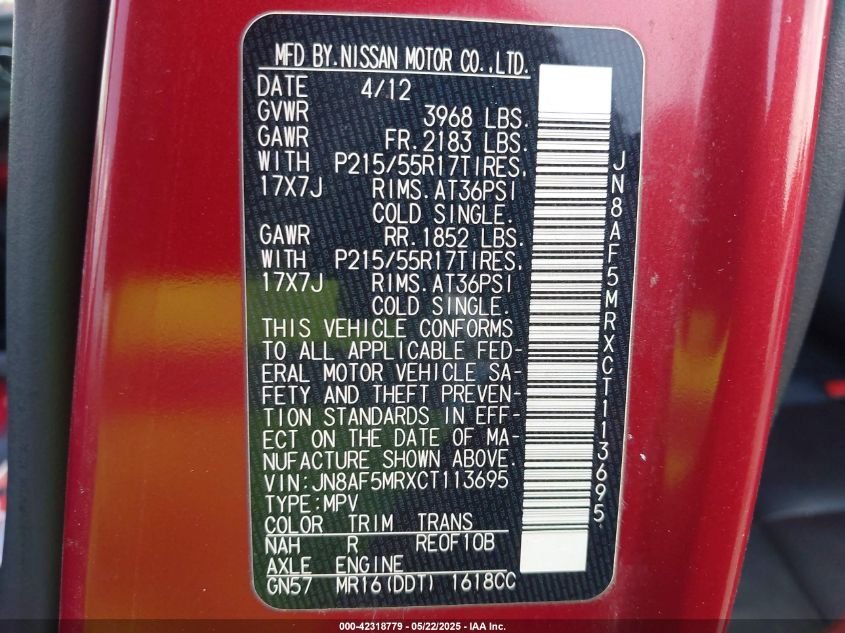 MFD BY.NISSAN MOTOR CO.,LTD.
DATE 4/12
GVWR 3968 LBS.
GAWR FR.2183 LBS.
WITH P215/55R17TIRES,
17X7J RIMS.AT36PSI
COLD SINGLE.
GAWR RR.1852 LBS.
WITH P215/55R17TIRES,
17X7J RIMS.AT36PSI
COLD SINGLE.
THIS VEHICLE CONFORMS
TO ALL APPLICABLE FED-
ERAL MOTOR VEHICLE SA-
FETY AND THEFT PREVEN-
TION STANDARDS IN EFF-
ECT ON THE DATE OF MA-
NUFACTURE SHOWN ABOVE.
VIN:JN8AF5MRXCT113695
TYPE:MPV
COLOR TRIM TRANS
NAH R RE0F10B
AXLE ENGINE
GN57 MR16(DDT) 1618CC
JN8AF5MRXCT113695
000-42318779 - 05/22/2025 - IAA Inc.